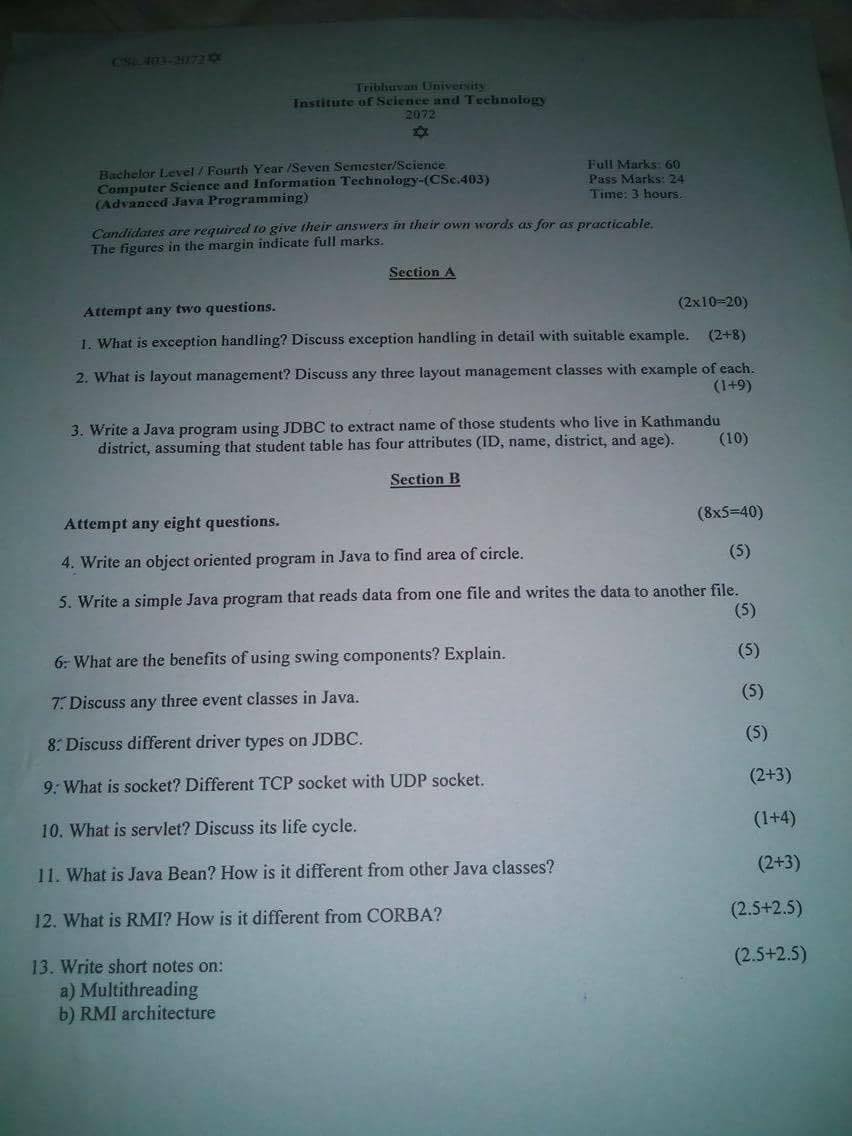 CSc.403-2072✡
Tribhuvan University
Institute of Science and Technology
2072
✡
Bachelor Level / Fourth Year /Seven Semester/Science
Full Marks: 60
Computer Science and Information Technology-(CSc.403)
Pass Marks: 24
(Advanced Java Programming)
Time: 3 hours.
Candidates are required to give their answers in their own words as for as practicable.
The figures in the margin indicate full marks.
Section A
Attempt any two questions. (2x10=20)
1. What is exception handling? Discuss exception handling in detail with suitable example. (2+8)
2. What is layout management? Discuss any three layout management classes with example of each.
(1+9)
3. Write a Java program using JDBC to extract name of those students who live in Kathmandu
district, assuming that student table has four attributes (ID, name, district, and age). (10)
Section B
Attempt any eight questions. (8x5=40)
4. Write an object oriented program in Java to find area of circle. (5)
5. Write a simple Java program that reads data from one file and writes the data to another file.
(5)
6. What are the benefits of using swing components? Explain. (5)
7. Discuss any three event classes in Java. (5)
8. Discuss different driver types on JDBC. (5)
9. What is socket? Different TCP socket with UDP socket. (2+3)
10. What is servlet? Discuss its life cycle. (1+4)
11. What is Java Bean? How is it different from other Java classes? (2+3)
12. What is RMI? How is it different from CORBA? (2.5+2.5)
13. Write short notes on: (2.5+2.5)
a) Multithreading
b) RMI architecture